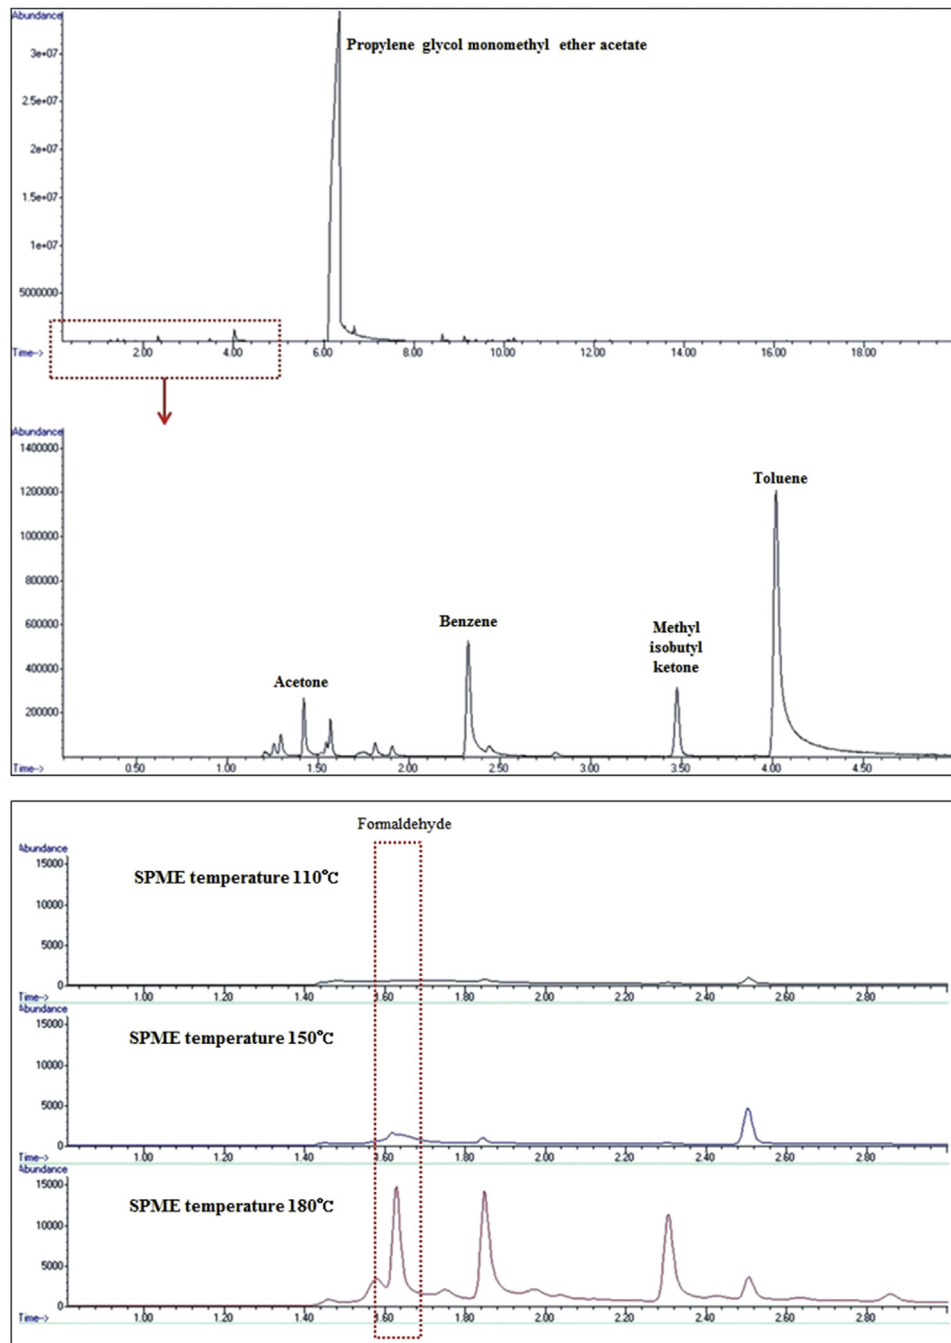 Abundance
Propylene glycol monomethyl ether acetate
3e+07
2.5e+07
2e+07
1.5e+07
1e+07
5000000
Time-->
2.00 4.00 6.00 8.00 10.00 12.00 14.00 16.00 18.00
Abundance
1400000
Toluene
1200000
1000000
800000
Benzene
600000
Methyl
isobutyl
ketone
400000
Acetone
200000
Time-->
0.50 1.00 1.50 2.00 2.50 3.00 3.50 4.00 4.50
Formaldehyde
Abundance
15000
SPME temperature 110℃
10000
5000
0
Time-->
1.00 1.20 1.40 1.60 1.80 2.00 2.20 2.40 2.60 2.80
Abundance
15000
SPME temperature 150℃
10000
5000
0
Time-->
1.00 1.20 1.40 1.60 1.80 2.00 2.20 2.40 2.60 2.80
Abundance
15000
SPME temperature 180℃
10000
5000
0
Time-->
1.00 1.20 1.40 1.60 1.80 2.00 2.20 2.40 2.60 2.80